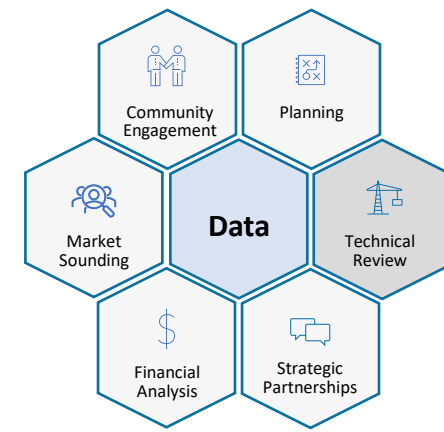 Community
Engagement
Planning
Market
Sounding
Data
Technical
Review
Financial
Analysis
Strategic
Partnerships